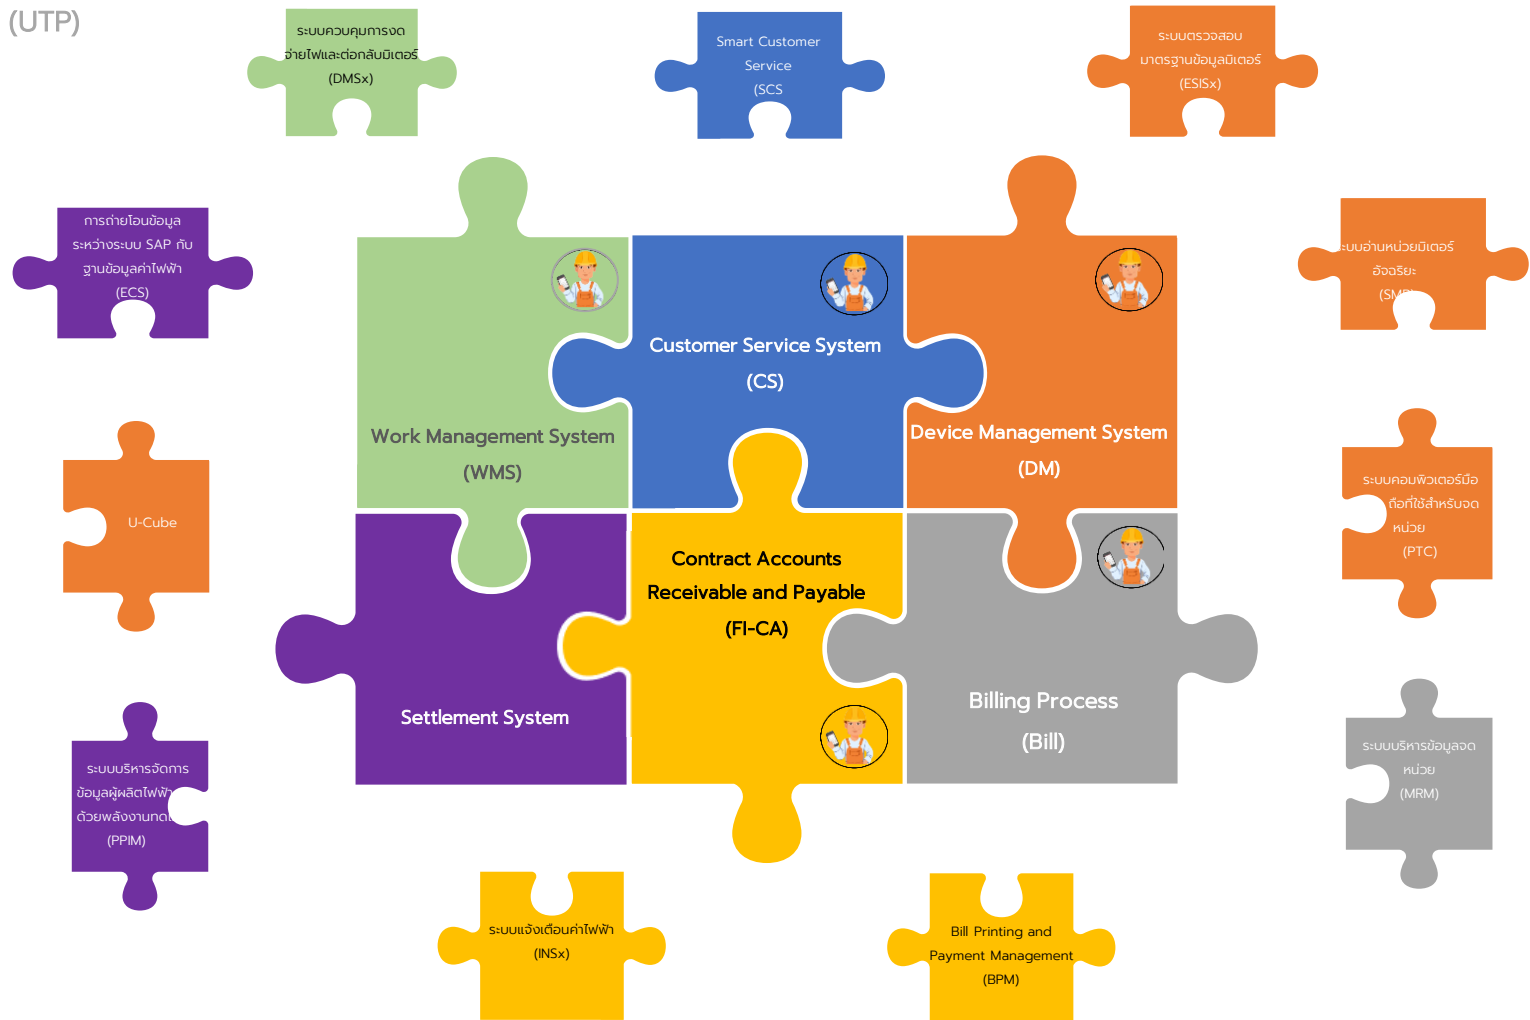 (UTP)
ระบบควบคุมการงด
จ่ายไฟและต่อกลับมิเตอร์
(DMSx)
Smart Customer
Service
(SCS
ระบบตรวจสอบ
มาตรฐานข้อมูลมิเตอร์
(ESISx)
การถ่ายโอนข้อมูล
ระหว่างระบบ SAP กับ
ฐานข้อมูลค่าไฟฟ้า
(ECS)
ระบบอ่านหน่วยมิเตอร์
อัจฉริยะ
Customer Service System
(CS)
Work Management System
(WMS)
Device Management System
(DM)
U-Cube
ระบบคอมพิวเตอร์มือ
ถือที่ใช้สำหรับจด
หน่วย
(PTC)
Contract Accounts
Receivable and Payable
(FI-CA)
Settlement System
Billing Process
(Bill)
ระบบบริหารจัดการ
ข้อมูลผู้ผลิตไฟฟ้า
(PPIM)
ระบบบริหารข้อมูลจด
หน่วย
(MRM)
ระบบแจ้งเตือนค่าไฟฟ้า
(INSx)
Bill Printing and
Payment Management
(BPM)